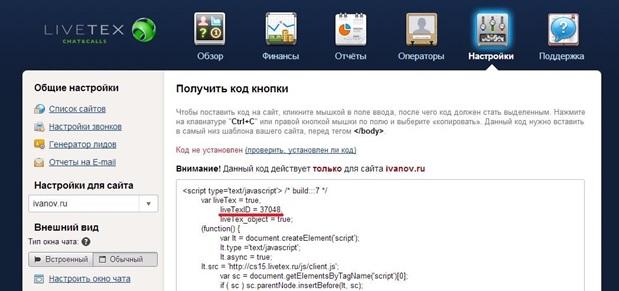 LIVETEX
CHAT&CALLS
Обзор
Финансы
Отчёты
Операторы
Настройки
Поддержка
Общие настройки
Список сайтов
Настройки звонков
Генератор лидов
Отчеты на E-mail
Настройки для сайта
ivanov.ru
Внешний вид
Тип окна чата: ?
Встроенный
Обычный
Настроить окно чата
Получить код кнопки
Чтобы поставить код на сайт, кликните мышкой в поле ввода, после чего код должен стать выделенным. Нажмите
на клавиатуре "Ctrl+C" или правой кнопкой мышки по полю и выберите «копировать». Данный код нужно вставить
в самый низ шаблона вашего сайта, перед тегом </body>.
Код не установлен (проверить, установлен ли код)
Внимание! Данный код действует только для сайта ivanov.ru
<script type='text/javascript'> /* build:::7 */
var liveTex = true,
liveTexID = 37048,
liveTex_object = true;
(function() {
var lt = document.createElement('script');
lt.type ='text/javascript';
lt.async = true;
lt.src = 'http://cs15.livetex.ru/js/client.js';
var sc = document.getElementsByTagName('script')[0];
if ( sc ) sc.parentNode.insertBefore(lt, sc);